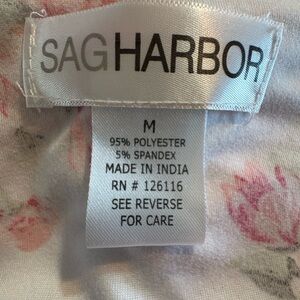 SAG HARBOR
M
95% POLYESTER
5% SPANDEX
MADE IN INDIA
RN # 126116
SEE REVERSE
FOR CARE